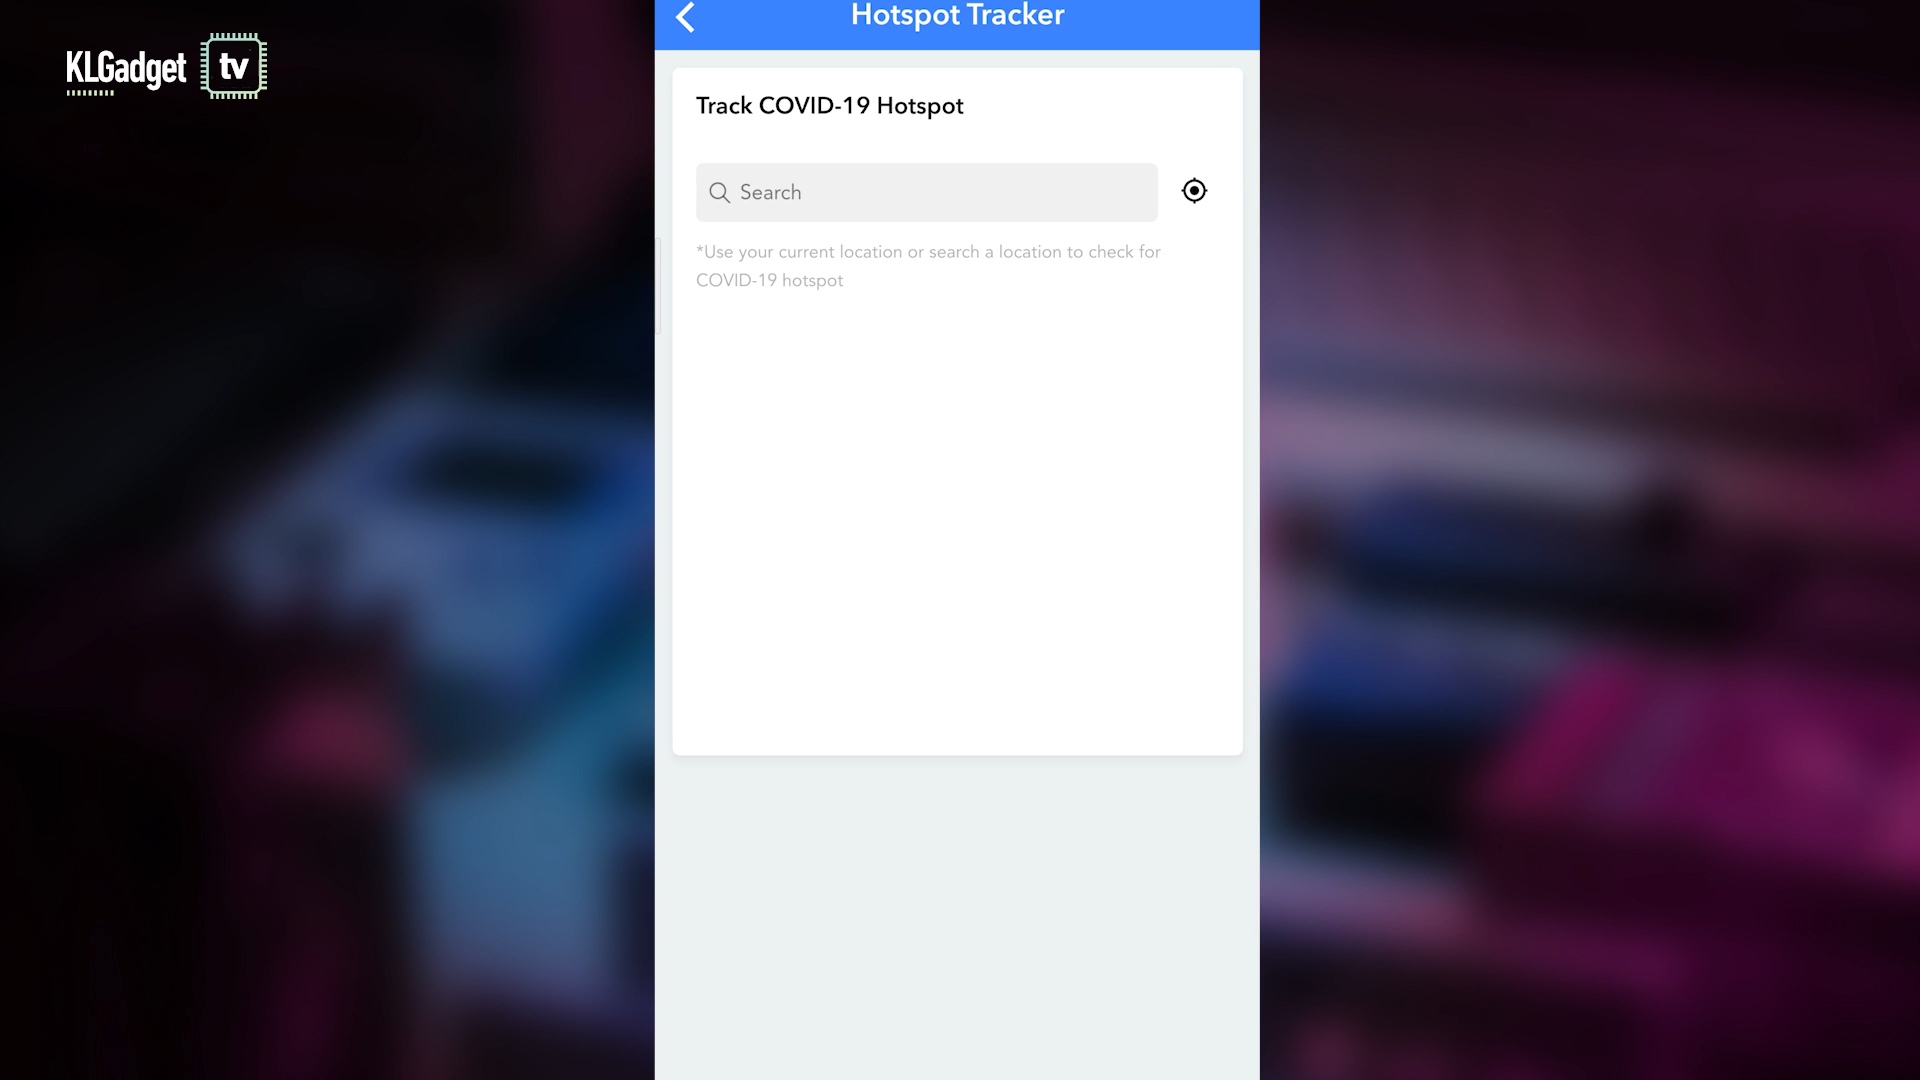 KLGadget tv
Hotspot Tracker
Track COVID-19 Hotspot
Search
*Use your current location or search a location to check for
COVID-19 hotspot